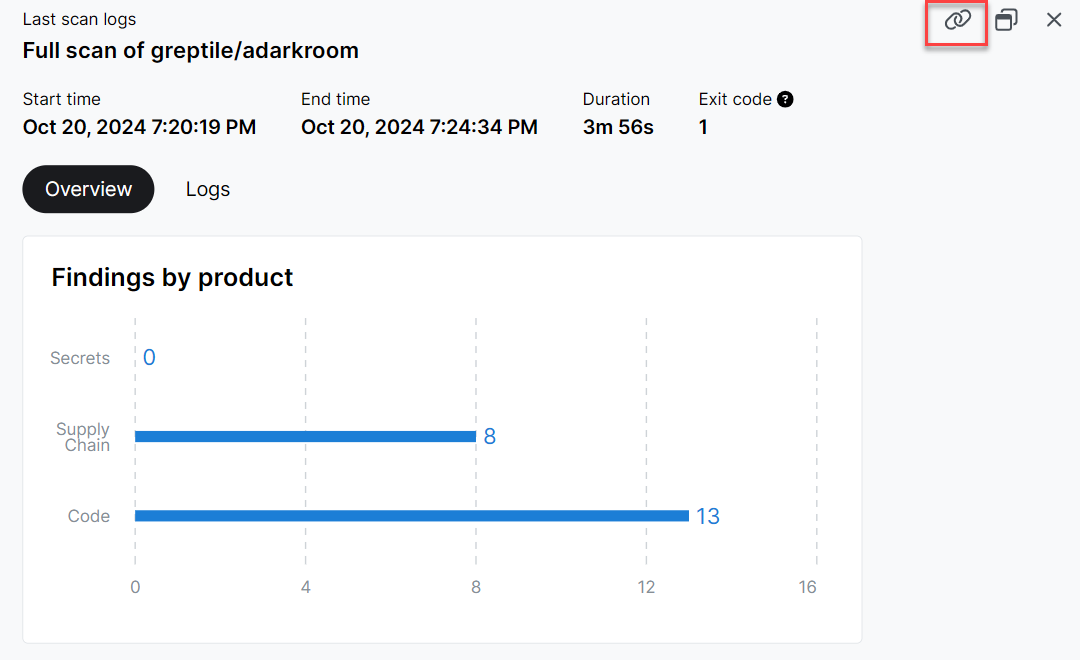 Last scan logs
Full scan of greptile/adarkroom
Start time End time Duration Exit code ?
Oct 20, 2024 7:20:19 PM Oct 20, 2024 7:24:34 PM 3m 56s 1
Overview Logs
Findings by product
Secrets 0
Supply
Chain 8
Code 13
0 4 8 12 16